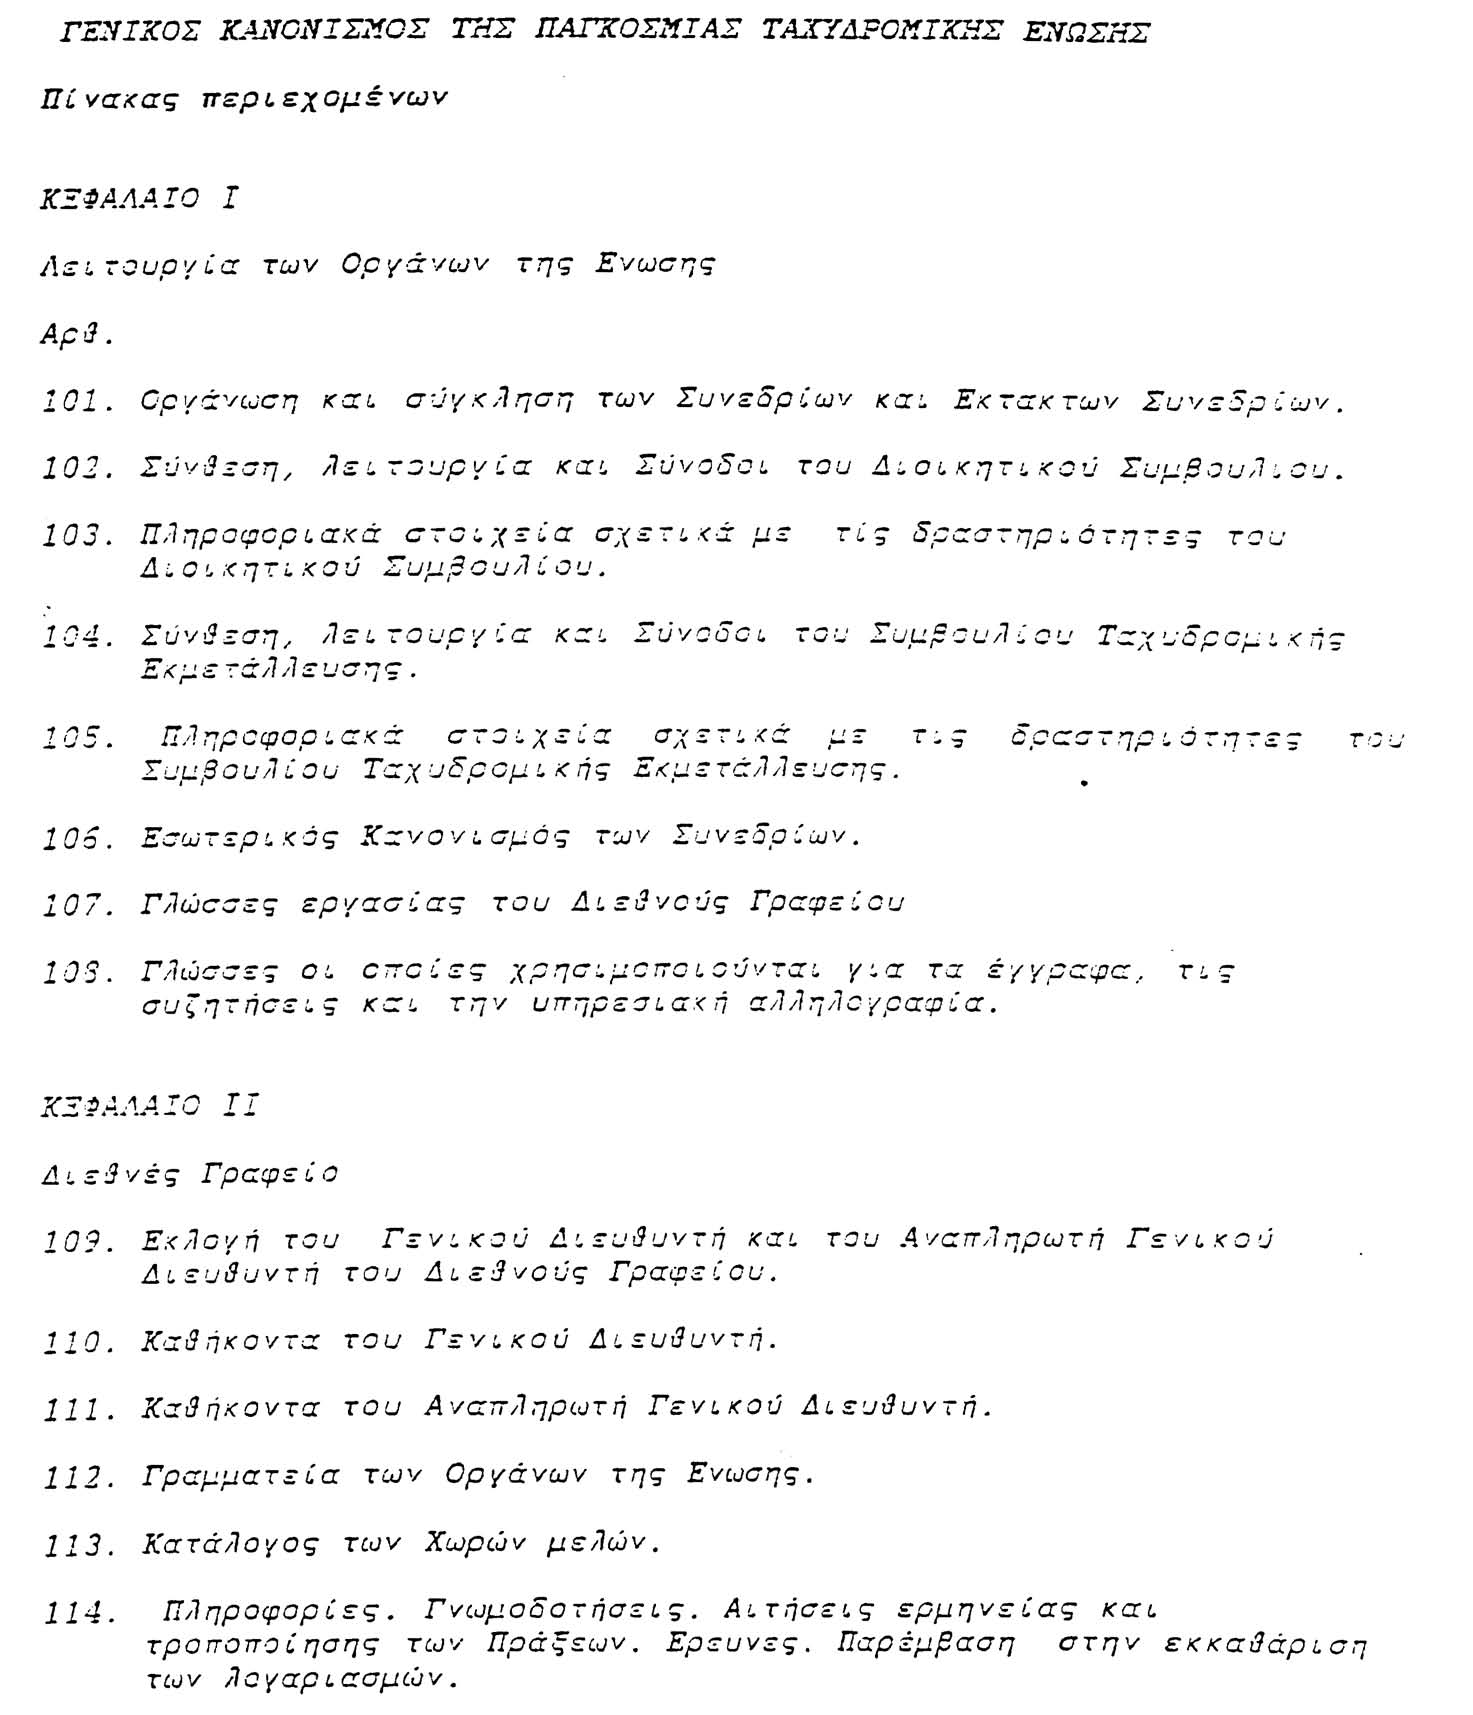 ΓΕΝΙΚΟΣ ΚΑΝΟΝΙΣΜΟΣ ΤΗΣ ΠΑΓΚΟΣΜΙΑΣ ΤΑΧΥΔΡΟΜΙΚΗΣ ΕΝΩΣΗΣ
Πίνακας περιεχομένων
ΚΕΦΑΛΑΙΟ Ι
Λειτουργία των Οργάνων της Ενωσης
Αρθ.
101. Οργάνωση και σύγκληση των Συνεδρίων και Εκτακτων Συνεδρίων.
102. Σύνθεση, λειτουργία και Σύνοδοι του Διοικητικού Συμβουλιου.
103. Πληροφοριακά στοιχεία σχετικά με τίς δραστηριότητες του
Διοικητικού Συμβουλίου.
104. Σύνθεση, λειτουργία και Σύνοδοι του Συμβουλίου Ταχυδρομικής
Εκμετάλλευσης.
105. Πληροφοριακά στοιχεία σχετικά με τις δραστηριότητες του
Συμβουλίου Ταχυδρομικής Εκμετάλλευσης.
106. Εσωτερικός Κανονισμός των Συνεδρίων.
107. Γλώσσες εργασίας του Διεθνούς Γραφείου
108. Γλώσσες οι οποίες χρησιμοποιούνται για τα έγγραφα, τις
συζητήσεις και την υπηρεσιακή αλληλογραφία.
ΚΕΦΑΛΑΙΟ ΙΙ
Διεθνές Γραφείο
109. Εκλογή του Γενικού Διευθυντή και του Αναπληρωτή Γενικού
Διευθυντή του Διεθνούς Γραφείου.
110. Καθήκοντα του Γενικού Διευθυντή.
111. Καθήκοντα του Αναπληρωτή Γενικού Διευθυντή.
112. Γραμματεία των Οργάνων της Ενωσης.
113. Κατάλογος των Χωρών μελών.
114. Πληροφορίες. Γνωμοδοτήσεις. Αιτήσεις ερμηνείας και
τροποποίησης των Πράξεων. Ερευνες. Παρέμβαση στην εκκαθάριση
των λογαριασμών.